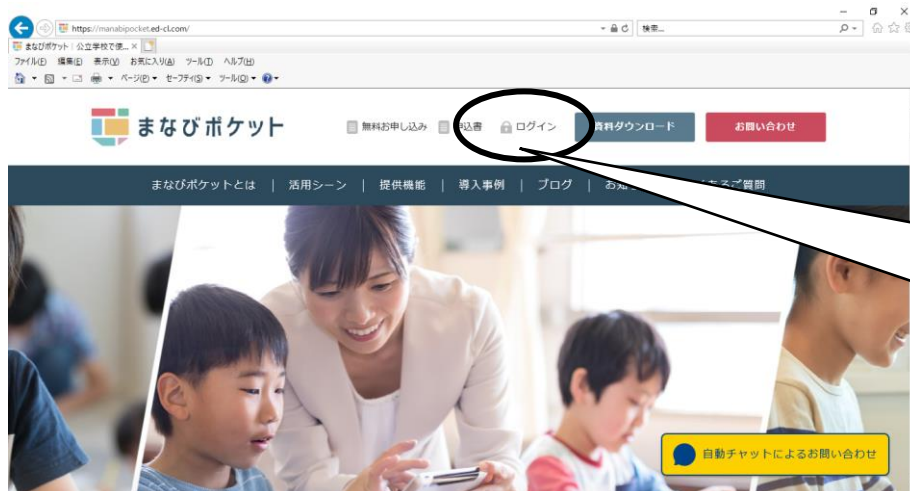 https://manabipocket.ed-cl.com/
検索...
まなびポケット｜公立学校で使...
ファイル(F) 編集(E) 表示(V) お気に入り(A) ツール(T) ヘルプ(H)
ページ(P) セーフティ(S) ツール(O)
まなびポケット
無料お申し込み 申込書 ログイン 資料ダウンロード お問い合わせ
まなびポケットとは | 活用シーン | 提供機能 | 導入事例 | ブログ | お知 ご質問
自動チャットによるお問い合わせ